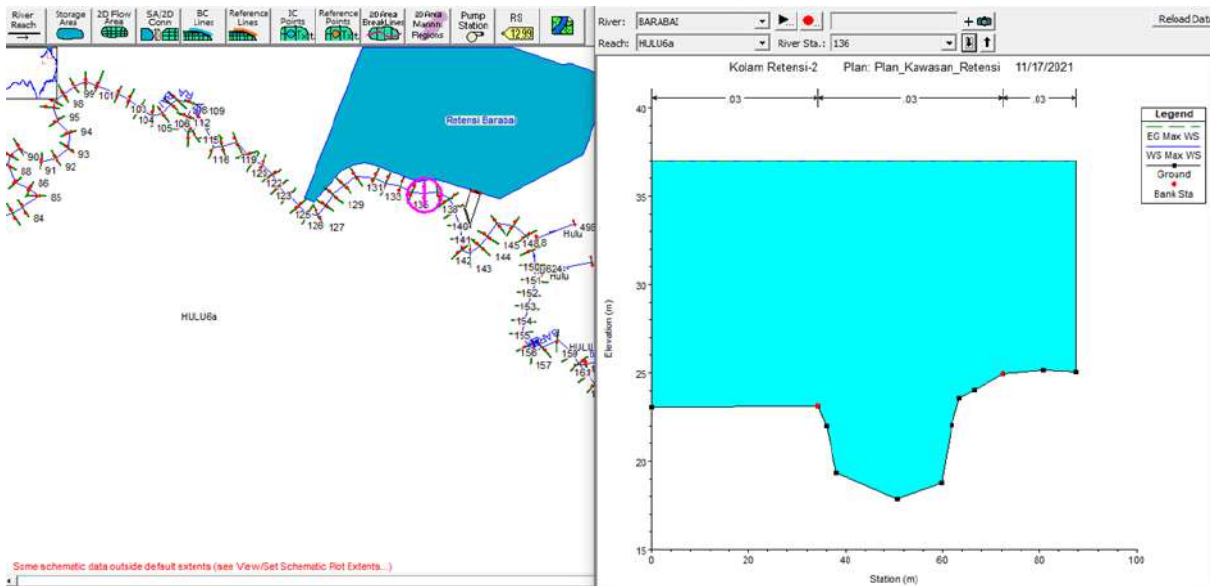 River Reach
Storage Area
2D Flow Area
SA/2D Conn
BC Lines
Reference Lines
IC Points
Reference Points
2D Area BreakLines
2D Area Mannn Regions
Pump Station
RS
12.99
River:
BARABAI
Reload Data
Reach:
HULU6a
River Sta.:
136
Kolam Retensi-2 Plan: Plan_Kawasan_Retensi 11/17/2021
.03
.03
.03
Legend
EG Max WS
WS Max WS
Ground
Bank Sta
Elevation (m)
40
35
30
25
20
15
0
20
40
60
80
100
Station (m)
Retensi Barabai
99
98
101
95
103
94
104
105
106
109
112
93
90
91
92
115
88
116
119
86
85
84
122
123
125
126
127
129
131
133
136
138
140
141
142
143
144
145
148
Hulu
Hulu
151
152
153
154
155
156
157
159
161
HULU6a
Some schematic data outside default extents (see View/Set Schematic Plot Extents...)